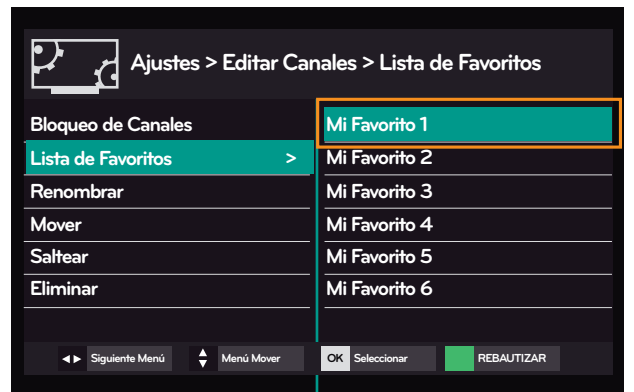 Ajustes > Editar Canales > Lista de Favoritos
Bloqueo de Canales
Lista de Favoritos >
Renombrar
Mover
Saltear
Eliminar
Mi Favorito 1
Mi Favorito 2
Mi Favorito 3
Mi Favorito 4
Mi Favorito 5
Mi Favorito 6
Siguiente Menú Menú Mover OK Seleccionar REBAUTIZAR